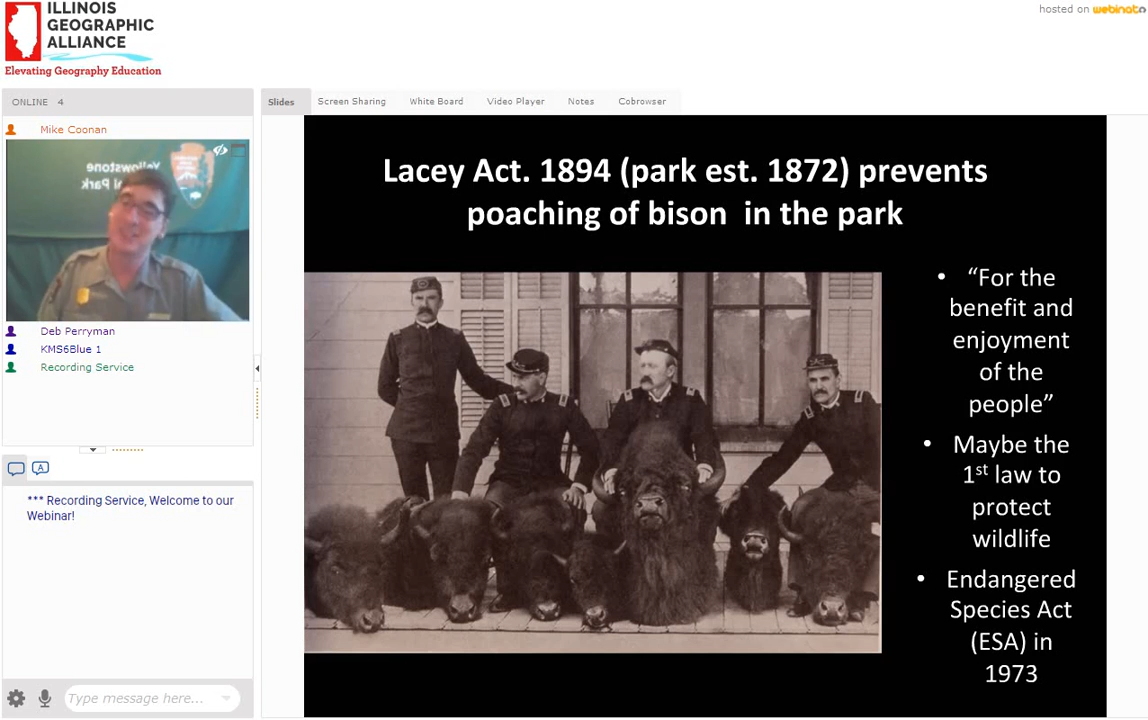 ILLINOIS
GEOGRAPHIC
ALLIANCE
Elevating Geography Education
hosted on webinato
ONLINE 4
Mike Coonan
Yellowstone
Deb Perryman
KMS6Blue 1
Recording Service
*** Recording Service, Welcome to our
Webinar!
Type message here...
Slides
Screen Sharing
White Board
Video Player
Notes
Cobrowser
Lacey Act. 1894 (park est. 1872) prevents
poaching of bison in the park
• “For the
benefit and
enjoyment
of the
people”
• Maybe the
1st law to
protect
wildlife
• Endangered
Species Act
(ESA) in
1973